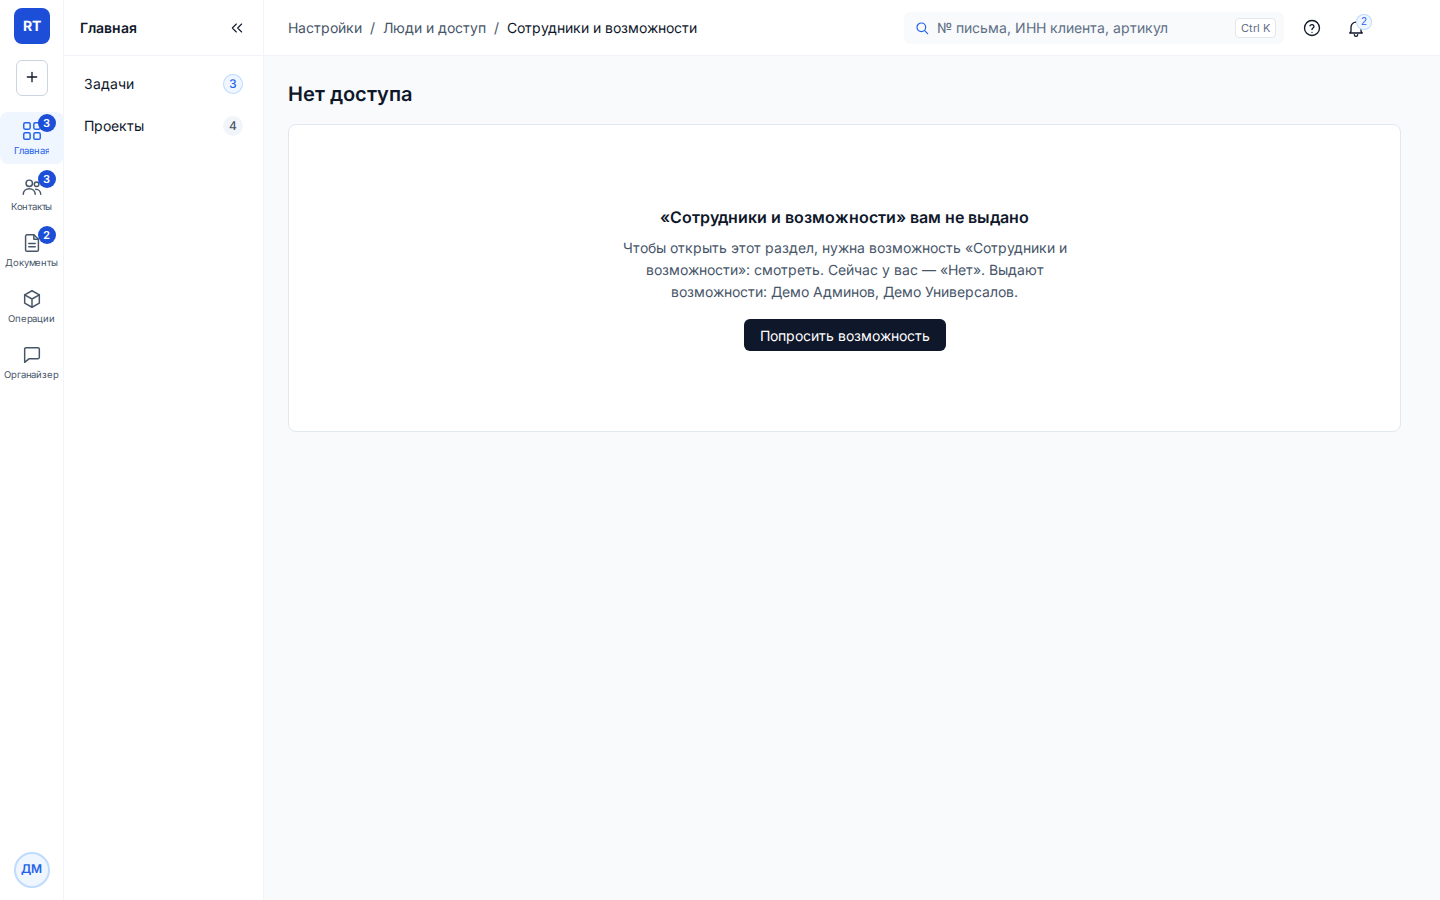 RT
Главная
Настройки / Люди и доступ / Сотрудники и возможности
№ письма, ИНН клиента, артикул
Ctrl K
2
+
3
Главная
3
Контакты
2
Документы
Операции
Органайзер
ДМ
Задачи
3
Проекты
4
Нет доступа
«Сотрудники и возможности» вам не выдано
Чтобы открыть этот раздел, нужна возможность «Сотрудники и
возможности»: смотреть. Сейчас у вас — «Нет». Выдают
возможности: Демо Админов, Демо Универсалов.
Попросить возможность